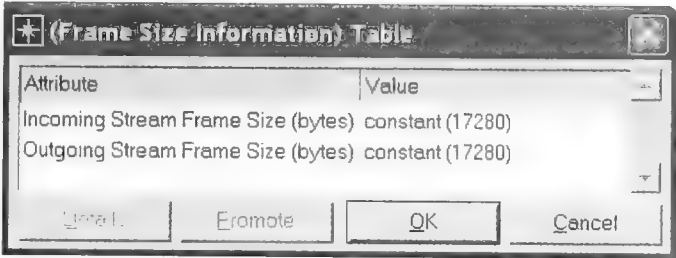 (Frame Size Information) Table
Attribute Value
Incoming Stream Frame Size (bytes) constant (17280)
Outgoing Stream Frame Size (bytes) constant (17280)
Promote OK Cancel